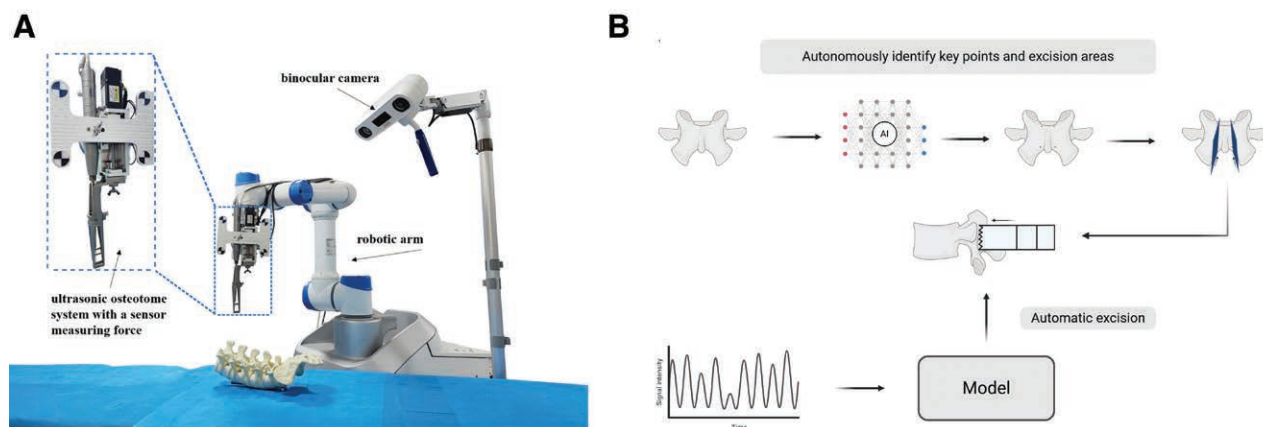 A
binocular camera
robotic arm
ultrasonic osteotome
system with a sensor
measuring force
B
Autonomously identify key points and excision areas
AI
Automatic excision
Signal intensity
Model
Time